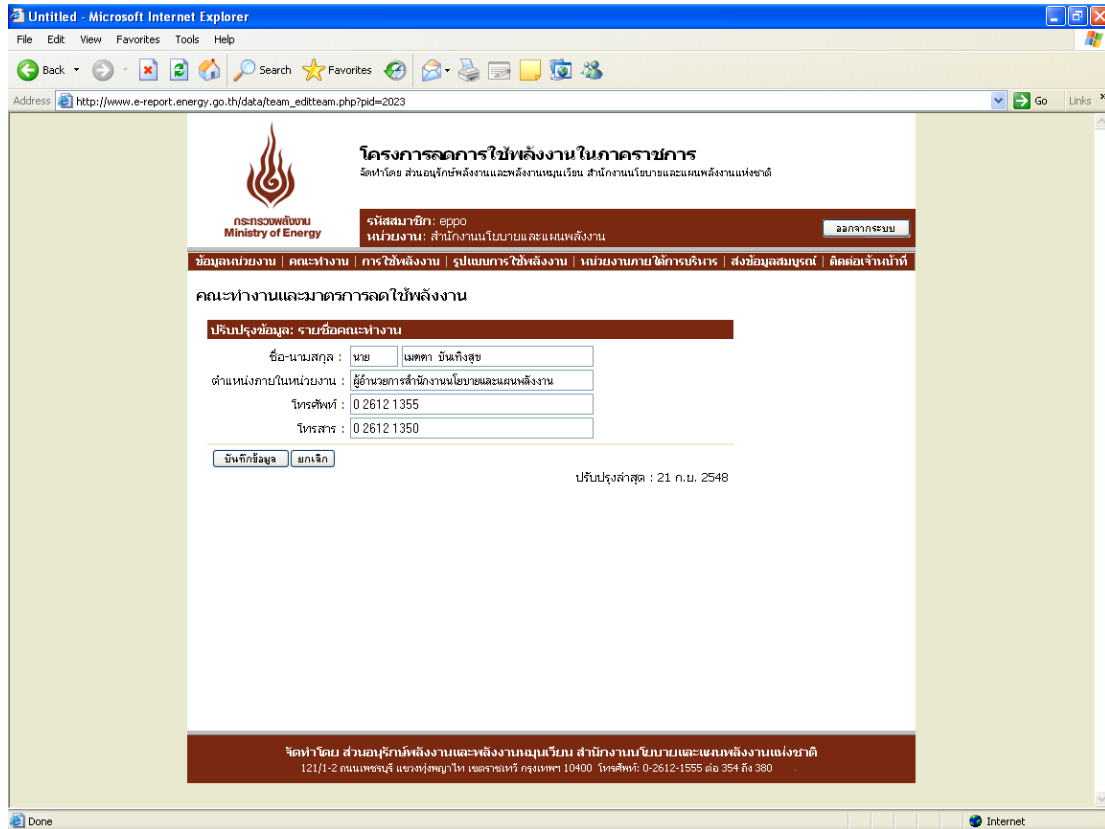 Untitled - Microsoft Internet Explorer
File Edit View Favorites Tools Help
Back Search Favorites
Address http://www.e-report.energy.go.th/data/team_editteam.php?pid=2023 Go Links
โครงการลดการใช้พลังงานในภาคราชการ
จัดทำโดย ส่วนอนุรักษ์พลังงานและพลังงานหมุนเวียน สำนักงานนโยบายและแผนพลังงานแห่งชาติ
กระทรวงพลังงาน
Ministry of Energy
รหัสสมาชิก: eppo
หน่วยงาน: สำนักงานนโยบายและแผนพลังงาน
ออกจากระบบ
ข้อมูลหน่วยงาน | คณะทำงาน | การใช้พลังงาน | รูปแบบการใช้พลังงาน | หน่วยงานภายใต้การบริหาร | ส่งข้อมูลสมบูรณ์ | ติดต่อเจ้าหน้าที่
คณะทำงานและมาตรการลดใช้พลังงาน
ปรับปรุงข้อมูล: รายชื่อคณะทำงาน
ชื่อ-นามสกุล : นาย เมตตา บันเทิงสุข
ตำแหน่งภายในหน่วยงาน : ผู้อำนวยการสำนักงานนโยบายและแผนพลังงาน
โทรศัพท์ : 0 2612 1355
โทรสาร : 0 2612 1350
บันทึกข้อมูล ยกเลิก
ปรับปรุงล่าสุด : 21 ก.ย. 2548
จัดทำโดย ส่วนอนุรักษ์พลังงานและพลังงานหมุนเวียน สำนักงานนโยบายและแผนพลังงานแห่งชาติ
121/1-2 ถนนเพชรบุรี แขวงทุ่งพญาไท เขตราชเทวี กรุงเทพฯ 10400 โทรศัพท์: 0-2612-1555 ต่อ 354 ถึง 380
Done Internet